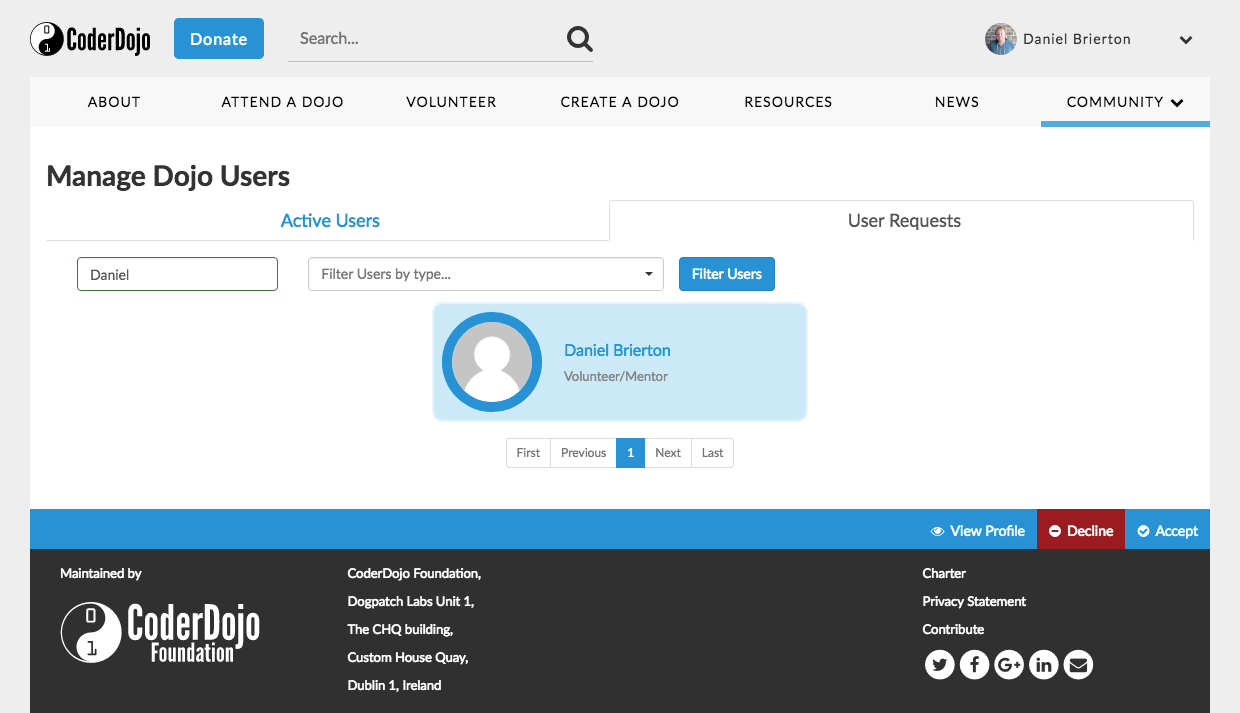 CoderDojo
Donate
Search...
Daniel Brierton
ABOUT
ATTEND A DOJO
VOLUNTEER
CREATE A DOJO
RESOURCES
NEWS
COMMUNITY
Manage Dojo Users
Active Users
User Requests
Daniel
Filter Users by type...
Filter Users
Daniel Brierton
Volunteer/Mentor
First
Previous
1
Next
Last
View Profile
Decline
Accept
Maintained by
CoderDojo
Foundation
CoderDojo Foundation,
Dogpatch Labs Unit 1,
The CHQ building,
Custom House Quay,
Dublin 1, Ireland
Charter
Privacy Statement
Contribute